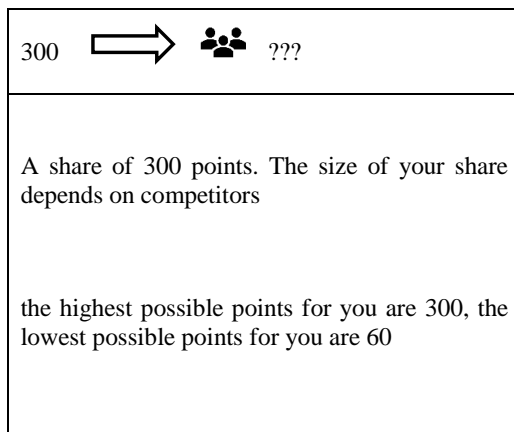 300 ???
A share of 300 points. The size of your share
depends on competitors
the highest possible points for you are 300, the
lowest possible points for you are 60